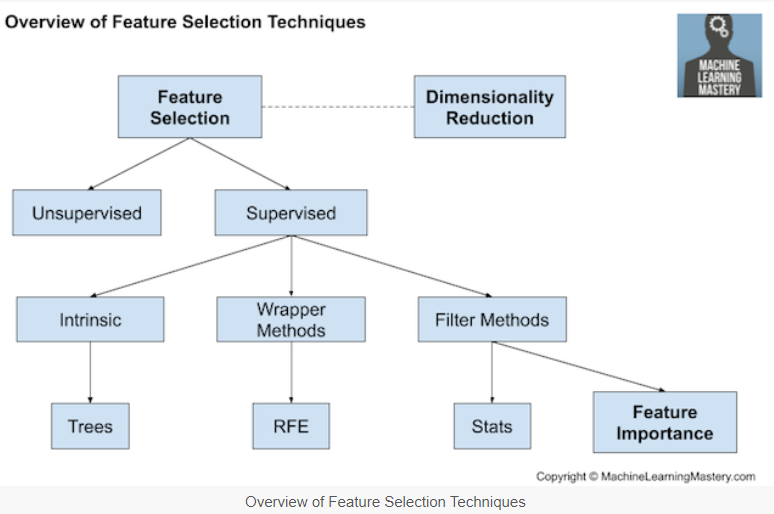 Overview of Feature Selection Techniques
MACHINE
LEARNING
MASTERY
Feature
Selection
Dimensionality
Reduction
Unsupervised
Supervised
Intrinsic
Wrapper
Methods
Filter Methods
Trees
RFE
Stats
Feature
Importance
Copyright © MachineLearningMastery.com
Overview of Feature Selection Techniques